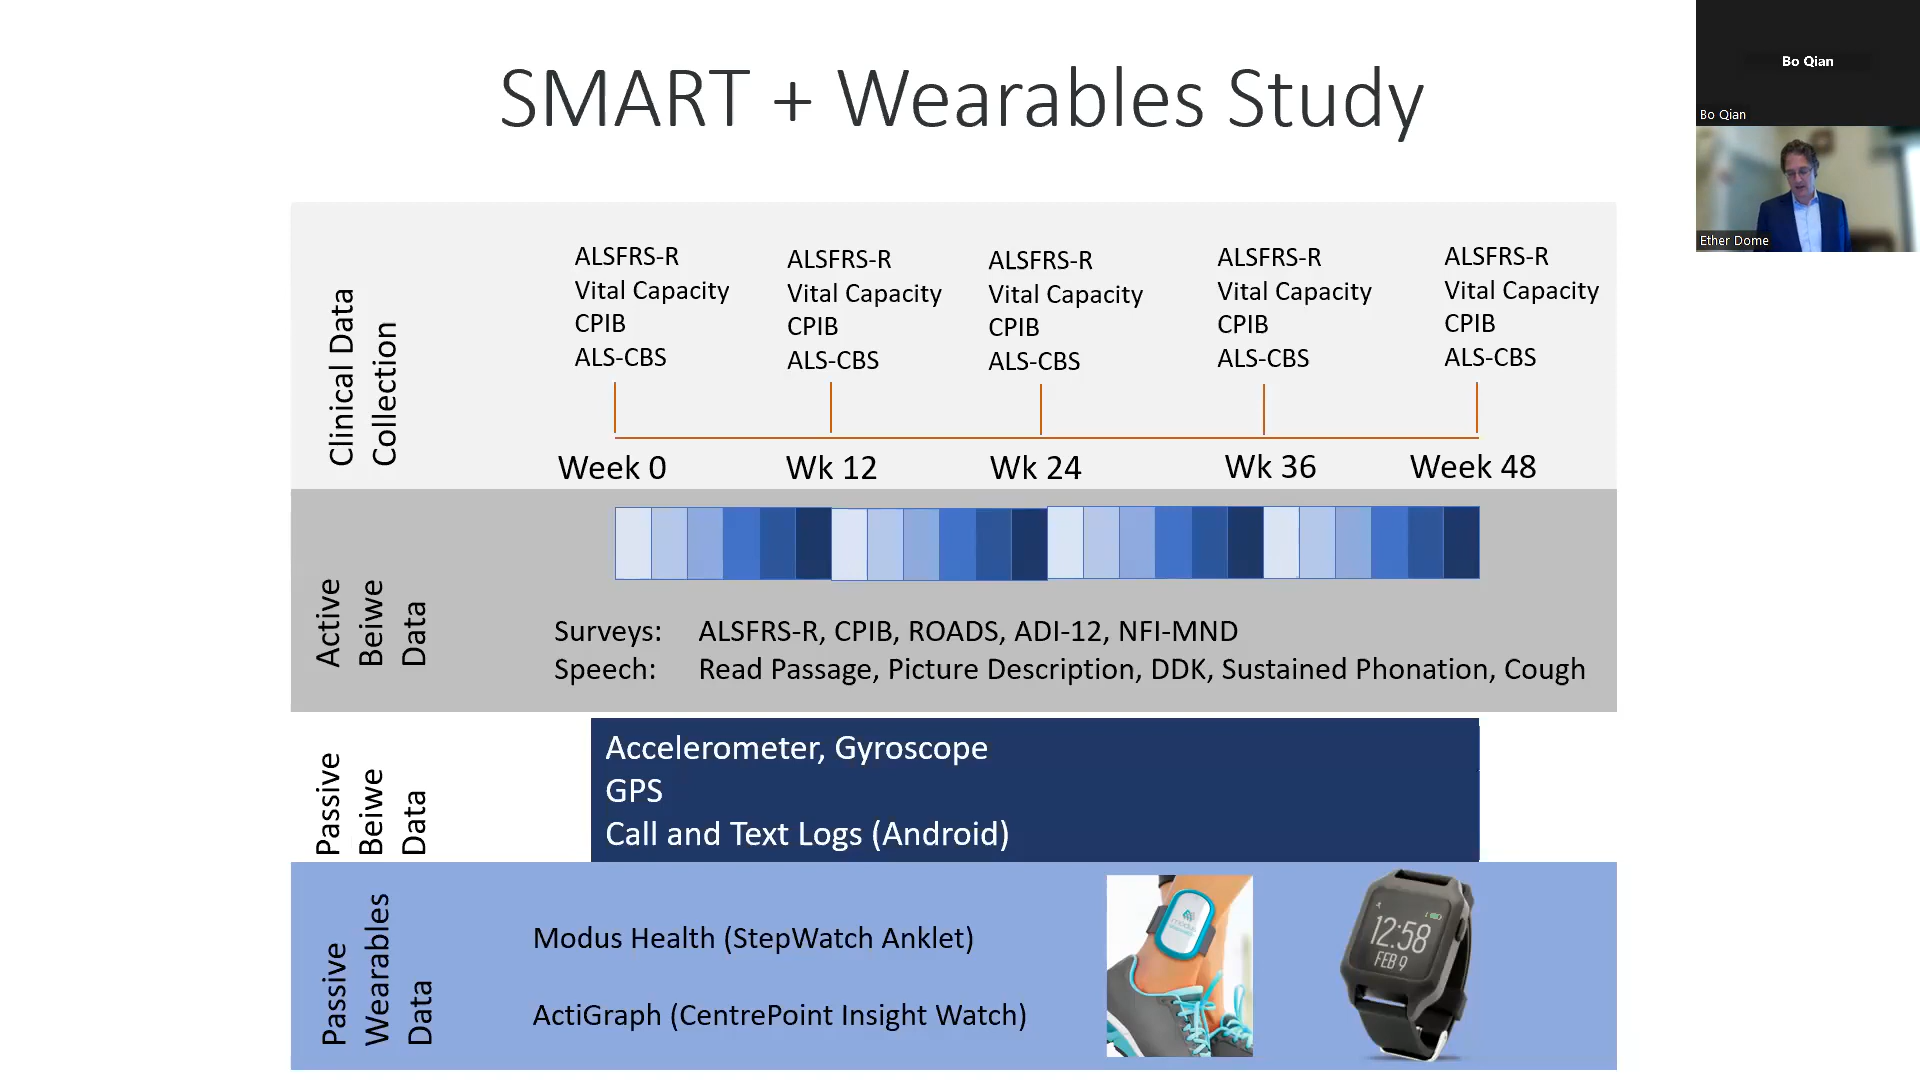 SMART + Wearables Study
Bo Qian
Bo Qian
Ether Dome
Clinical Data
Collection
ALSFRS-R
Vital Capacity
CPIB
ALS-CBS
ALSFRS-R
Vital Capacity
CPIB
ALS-CBS
ALSFRS-R
Vital Capacity
CPIB
ALS-CBS
ALSFRS-R
Vital Capacity
CPIB
ALS-CBS
ALSFRS-R
Vital Capacity
CPIB
ALS-CBS
Week 0
Wk 12
Wk 24
Wk 36
Week 48
Active
Beiwe
Data
Surveys: ALSFRS-R, CPIB, ROADS, ADI-12, NFI-MND
Speech: Read Passage, Picture Description, DDK, Sustained Phonation, Cough
Passive
Beiwe
Data
Accelerometer, Gyroscope
GPS
Call and Text Logs (Android)
Passive
Wearables
Data
Modus Health (StepWatch Anklet)
ActiGraph (CentrePoint Insight Watch)
modus
12:58
FEB 9